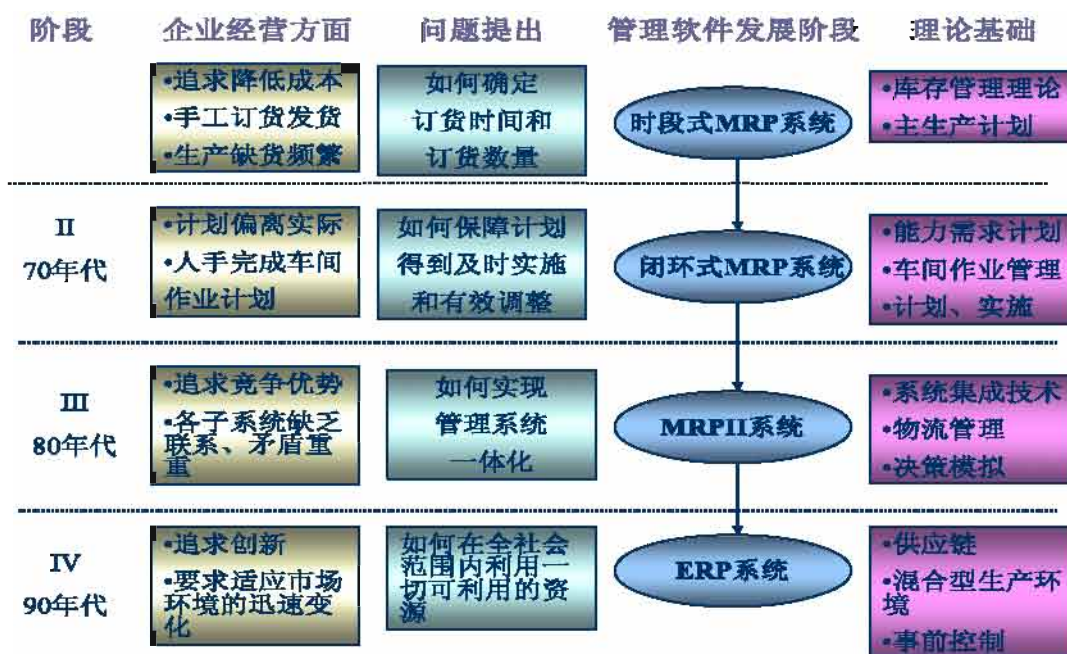 阶段 企业经营方面 问题提出 管理软件发展阶段 理论基础
•追求降低成本
•手工订货发货
•生产缺货频繁
如何确定
订货时间和
订货数量
时段式MRP系统
•库存管理理论
•主生产计划
II
70年代
•计划偏离实际
•人手完成车间
作业计划
如何保障计划
得到及时实施
和有效调整
闭环式MRP系统
•能力需求计划
•车间作业管理
•计划、实施
III
80年代
•追求竞争优势
•各子系统缺乏
联系、矛盾重
重
如何实现
管理系统
一体化
MRPII系统
•系统集成技术
•物流管理
•决策模拟
IV
90年代
•追求创新
•要求适应市场
环境的迅速变
化
如何在全社会
范围内利用一
切可利用的资
源
ERP系统
•供应链
•混合型生产环
境
•事前控制